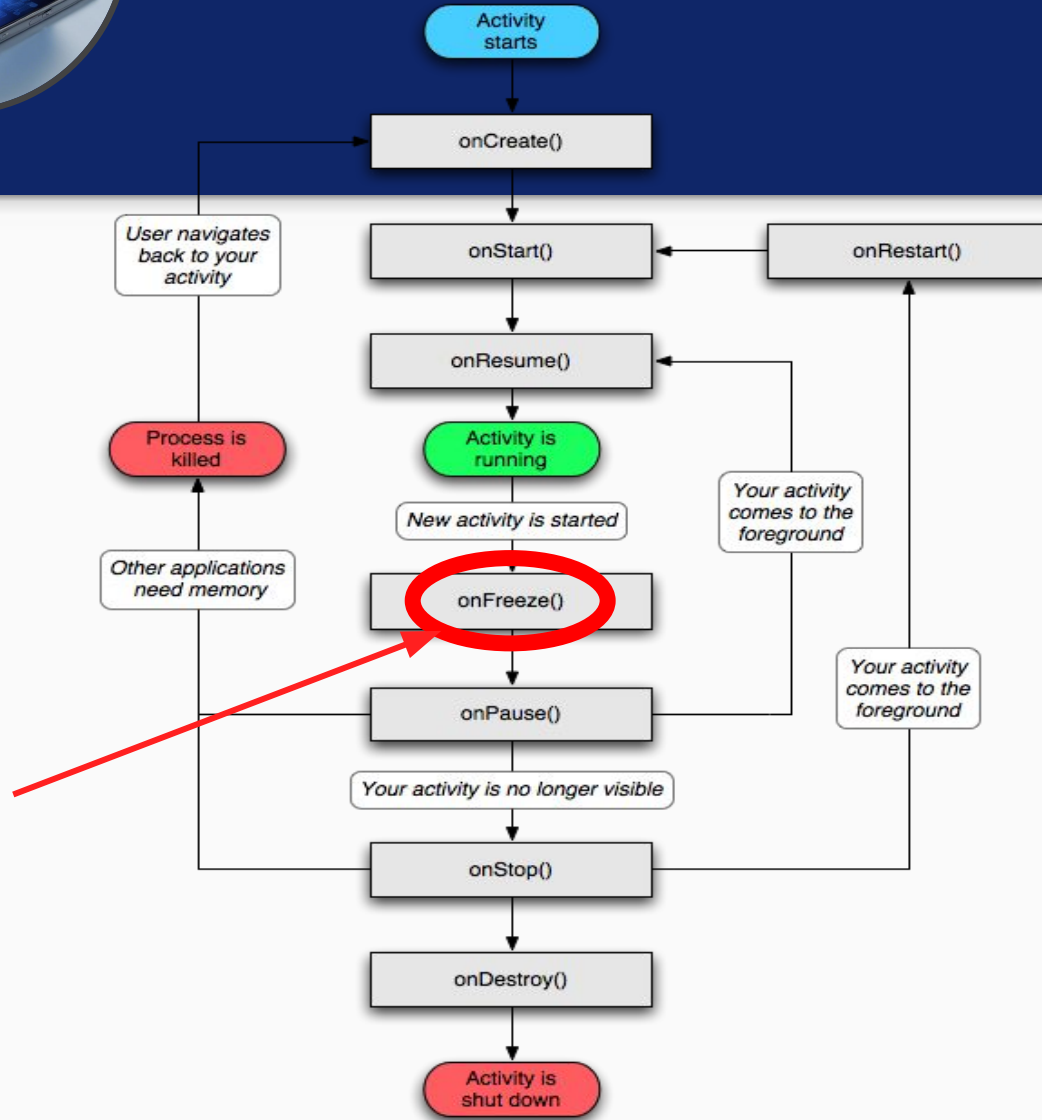 Activity
starts
onCreate()
User navigates
back to your
activity
onStart()
onRestart()
onResume()
Process is
killed
Activity is
running
Your activity
comes to the
foreground
New activity is started
Other applications
need memory
onFreeze()
Your activity
comes to the
foreground
onPause()
Your activity is no longer visible
onStop()
onDestroy()
Activity is
shut down